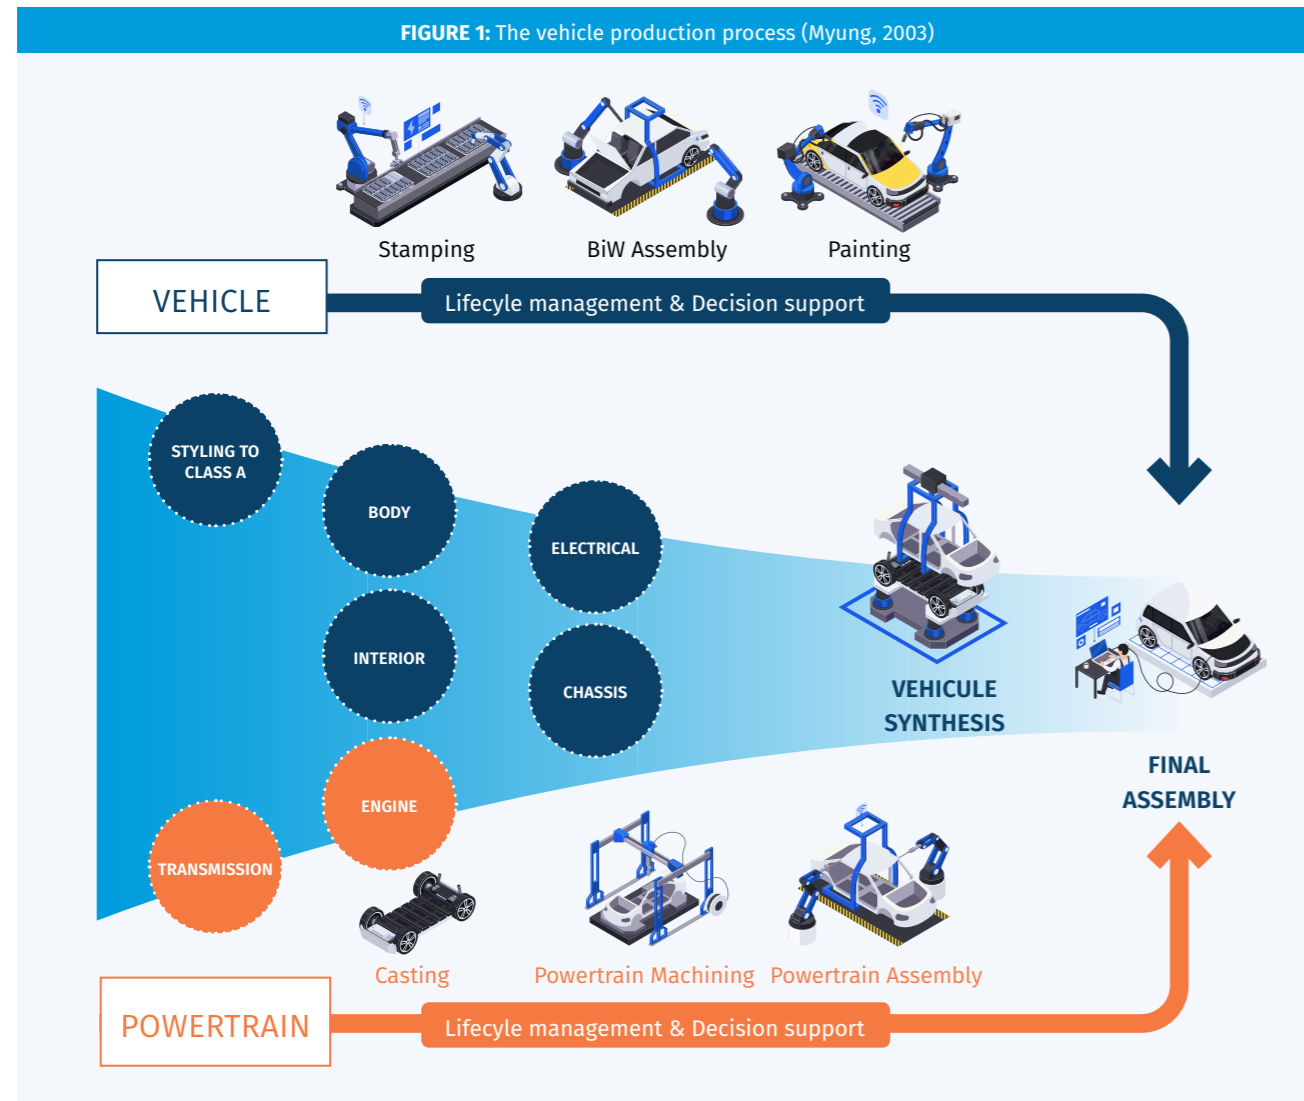 FIGURE 1: The vehicle production process (Myung, 2003)
Stamping
BiW Assembly
Painting
VEHICLE
Lifecyle management & Decision support
STYLING TO
CLASS A
BODY
ELECTRICAL
INTERIOR
CHASSIS
ENGINE
TRANSMISSION
VEHICULE
SYNTHESIS
FINAL
ASSEMBLY
Casting
Powertrain Machining
Powertrain Assembly
POWERTRAIN
Lifecyle management & Decision support